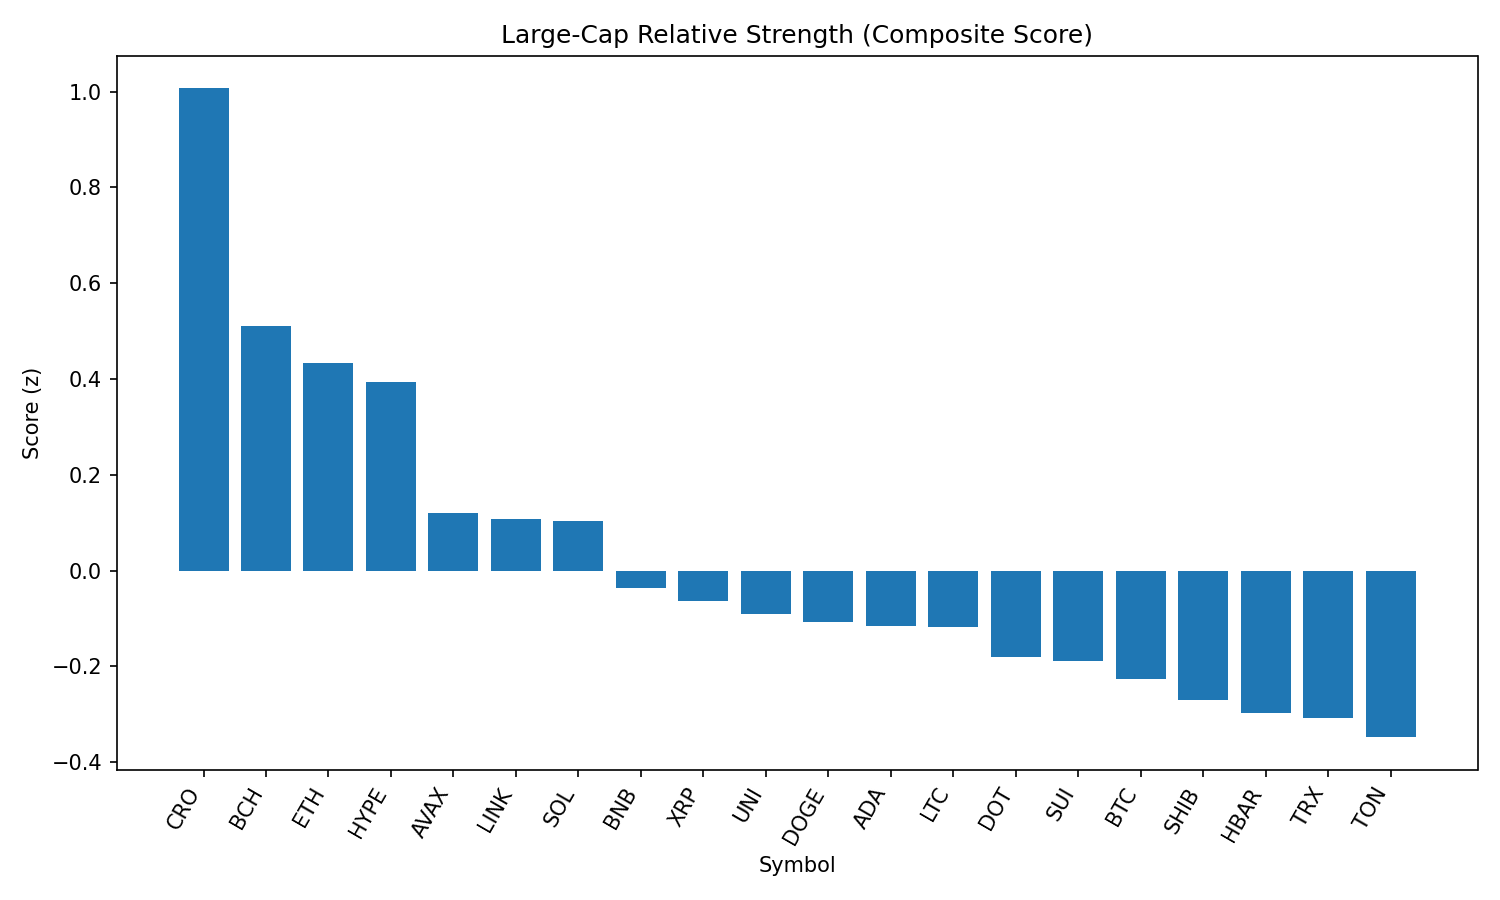 Large-Cap Relative Strength (Composite Score)
1.0
0.8
0.6
0.4
0.2
0.0
−0.2
−0.4
Score (z)
CRO
BCH
ETH
HYPE
AVAX
LINK
SOL
BNB
XRP
UNI
DOGE
ADA
LTC
DOT
SUI
BTC
SHIB
HBAR
TRX
TON
Symbol